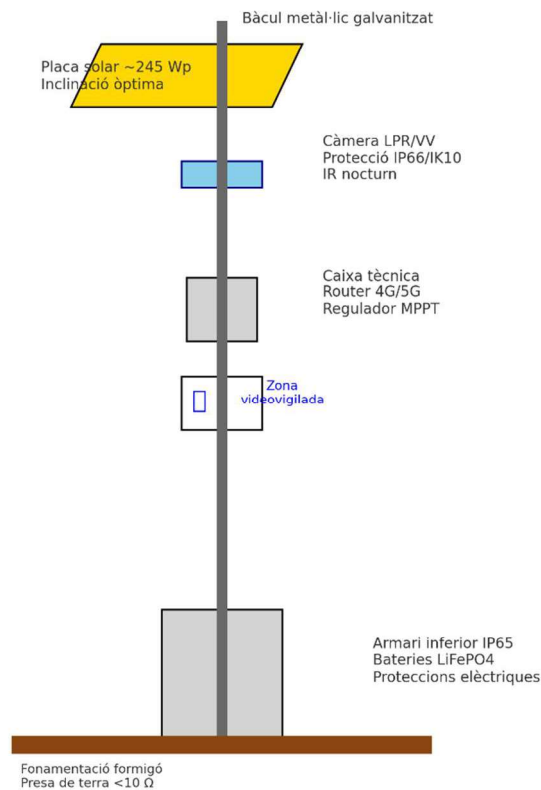 Bàcul metàl·lic galvanitzat
Placa solar ~245 Wp
Inclinació òptima
Càmera LPR/VV
Protecció IP66/IK10
IR nocturn
Caixa tècnica
Router 4G/5G
Regulador MPPT
Zona
videovigilada
Armari inferior IP65
Bateries LiFePO4
Proteccions elèctriques
Fonamentació formigó
Presa de terra <10 Ω